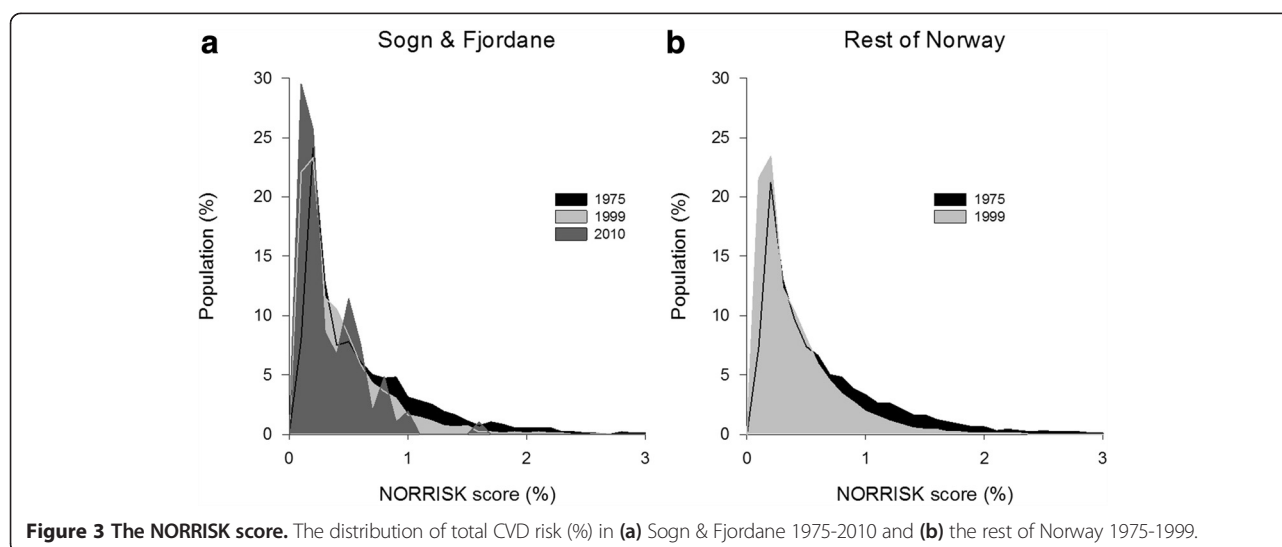 a
Sogn & Fjordane
30
25
20
15
10
5
0
Population (%)
1975
1999
2010
0 1 2 3
NORRISK score (%)
b
Rest of Norway
30
25
20
15
10
5
0
Population (%)
1975
1999
0 1 2 3
NORRISK score (%)
Figure 3 The NORRISK score. The distribution of total CVD risk (%) in (a) Sogn & Fjordane 1975-2010 and (b) the rest of Norway 1975-1999.